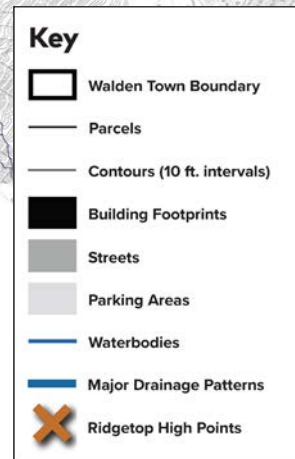 Key
Walden Town Boundary
Parcels
Contours (10 ft. intervals)
Building Footprints
Streets
Parking Areas
Waterbodies
Major Drainage Patterns
Ridgetop High Points